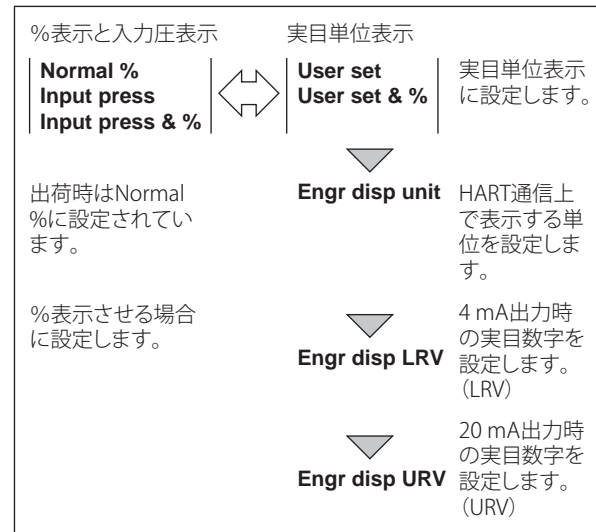 %表示と入力圧表示
Normal %
Input press
Input press & %
出荷時はNormal
%に設定されてい
ます。
%表示させる場合
に設定します。
実目単位表示
User set
User set & %
実目単位表示
に設定します。
Engr disp unit
HART通信上
で表示する単
位を設定しま
す。
Engr disp LRV
4 mA出力時
の実目数字を
設定します。
(LRV)
Engr disp URV
20 mA出力時
の実目数字を
設定します。
(URV)